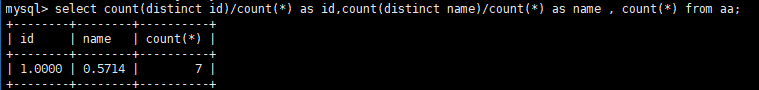 mysql> select count(distinct id)/count(*) as id,count(distinct name)/count(*) as name , count(*) from aa;
+--------+--------+----------+
| id     | name   | count(*) |
+--------+--------+----------+
| 1.0000 | 0.5714 |        7 |
+--------+--------+----------+